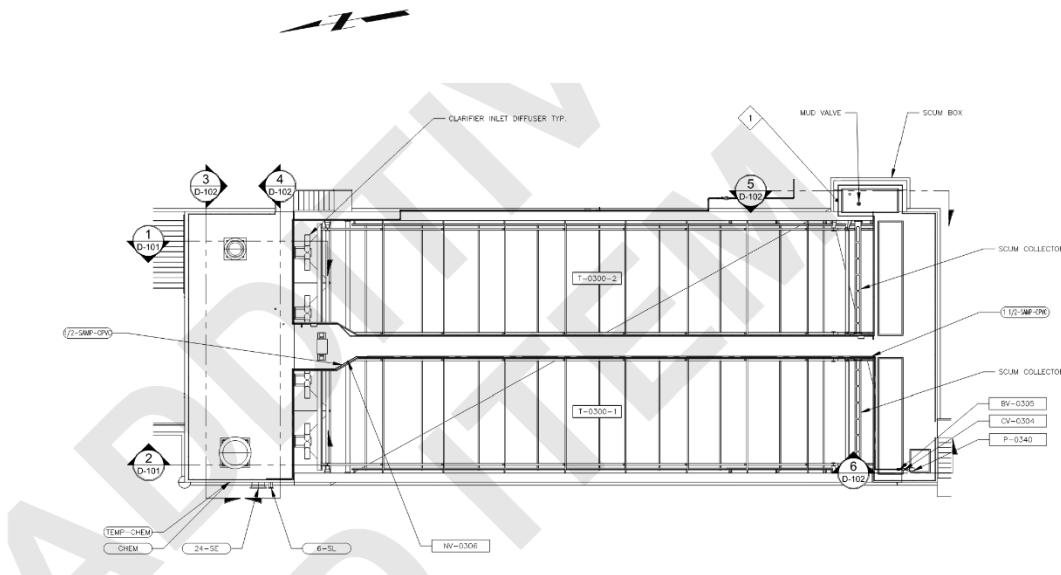 CLARIFIER INLET DIFFUSER TYP.
1
MUD VALVE
SCUM BOX
3
D-102
4
D-102
5
D-102
1
D-101
SCUM COLLECTOR
T-0300-2
1/2-SAMP-CPVC
1 1/2-SAMP-CPVC
SCUM COLLECTOR
T-0300-1
BV-0305
CV-0304
P-0340
2
D-101
6
D-102
TEMP-CHEM
CHEM
24-SE
6-SL
NV-0306
ADDITIV
D ITEM